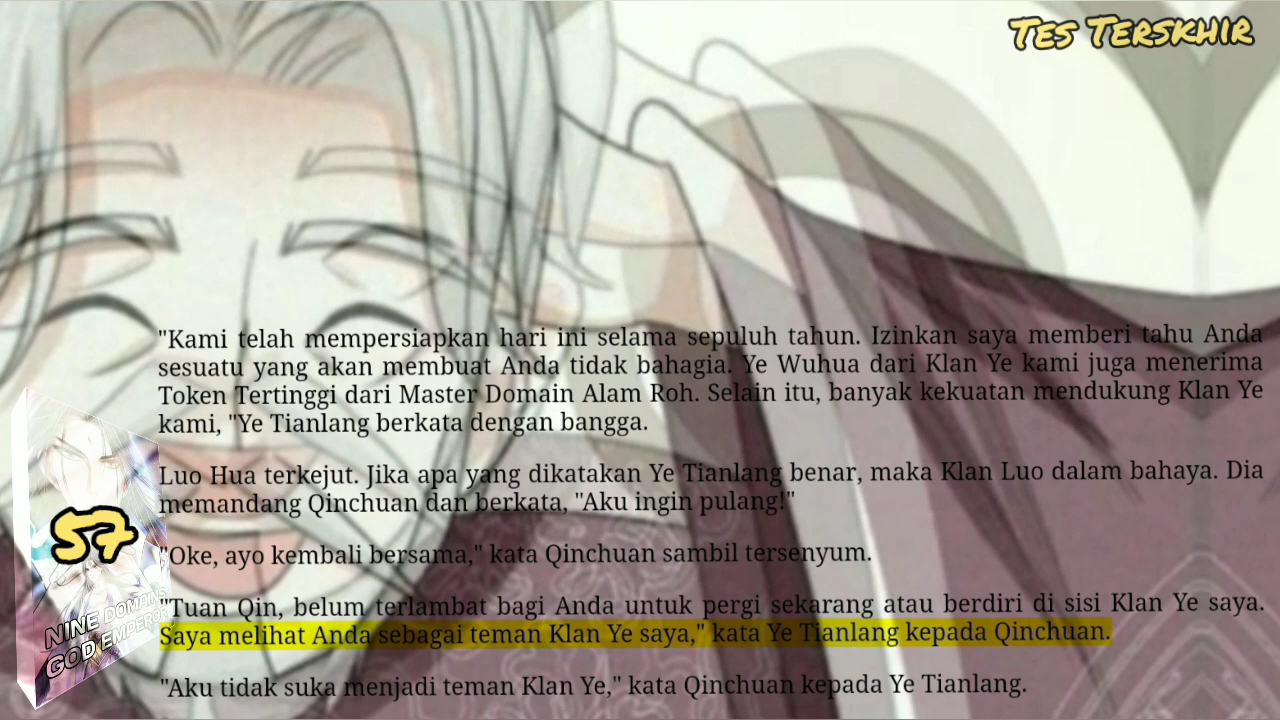 Tes Terskhir
"Kami telah mempersiapkan hari ini selama sepuluh tahun. Izinkan saya memberi tahu Anda
sesuatu yang akan membuat Anda tidak bahagia. Ye Wuhua dari Klan Ye kami juga menerima
Token Tertinggi dari Master Domain Alam Roh. Selain itu, banyak kekuatan mendukung Klan Ye
kami, "Ye Tianlang berkata dengan bangga.
Luo Hua terkejut. Jika apa yang dikatakan Ye Tianlang benar, maka Klan Luo dalam bahaya. Dia
memandang Qinchuan dan berkata, "Aku ingin pulang!"
"Oke, ayo kembali bersama," kata Qinchuan sambil tersenyum.
"Tuan Qin, belum terlambat bagi Anda untuk pergi sekarang atau berdiri di sisi Klan Ye saya.
Saya melihat Anda sebagai teman Klan Ye saya," kata Ye Tianlang kepada Qinchuan.
"Aku tidak suka menjadi teman Klan Ye," kata Qinchuan kepada Ye Tianlang.
57
NINE DOMAINS
GOD EMPEROR